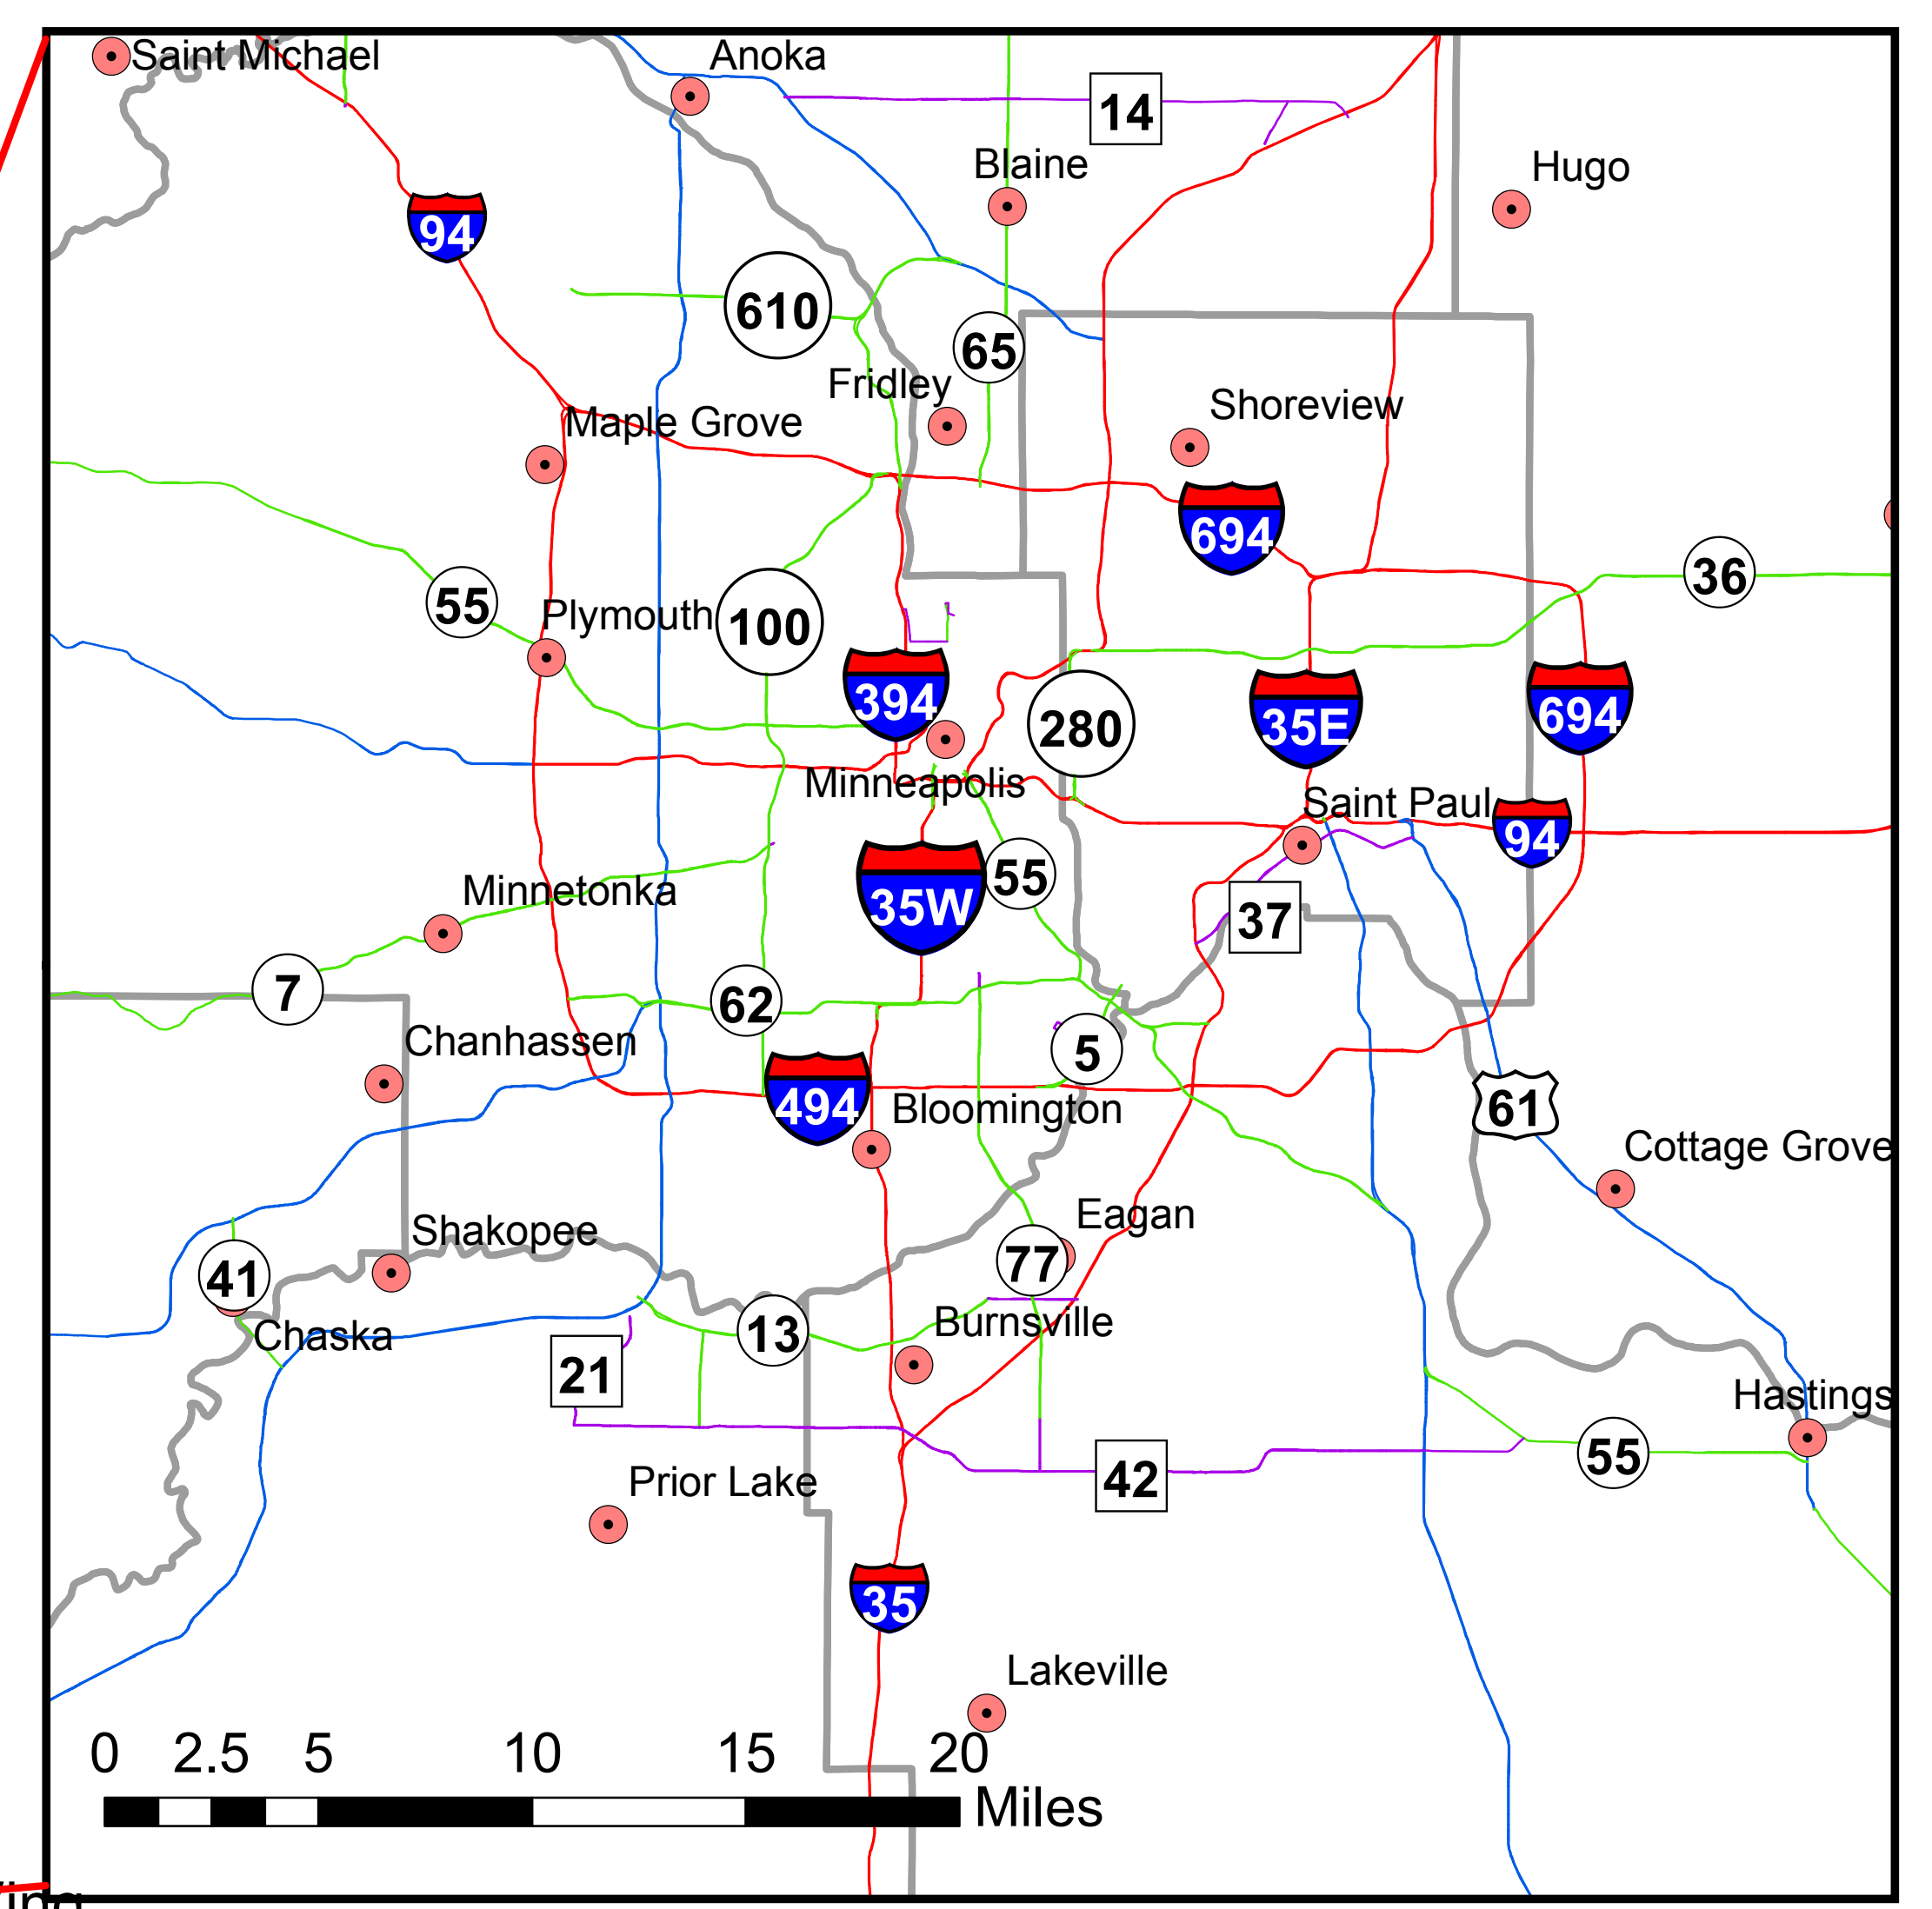 Saint Michael
Anoka
14
Blaine
Hugo
94
610
65
Fridley
Shoreview
Maple Grove
694
36
55
Plymouth
100
394
280
35E
694
Minneapolis
Saint Paul
94
35W
55
Minnetonka
37
7
62
Chanhassen
5
494
Bloomington
61
Cottage Grove
Shakopee
Eagan
77
41
13
Burnsville
Chaska
21
Hastings
55
42
Prior Lake
35
Lakeville
0 2.5 5 10 15 20
Miles